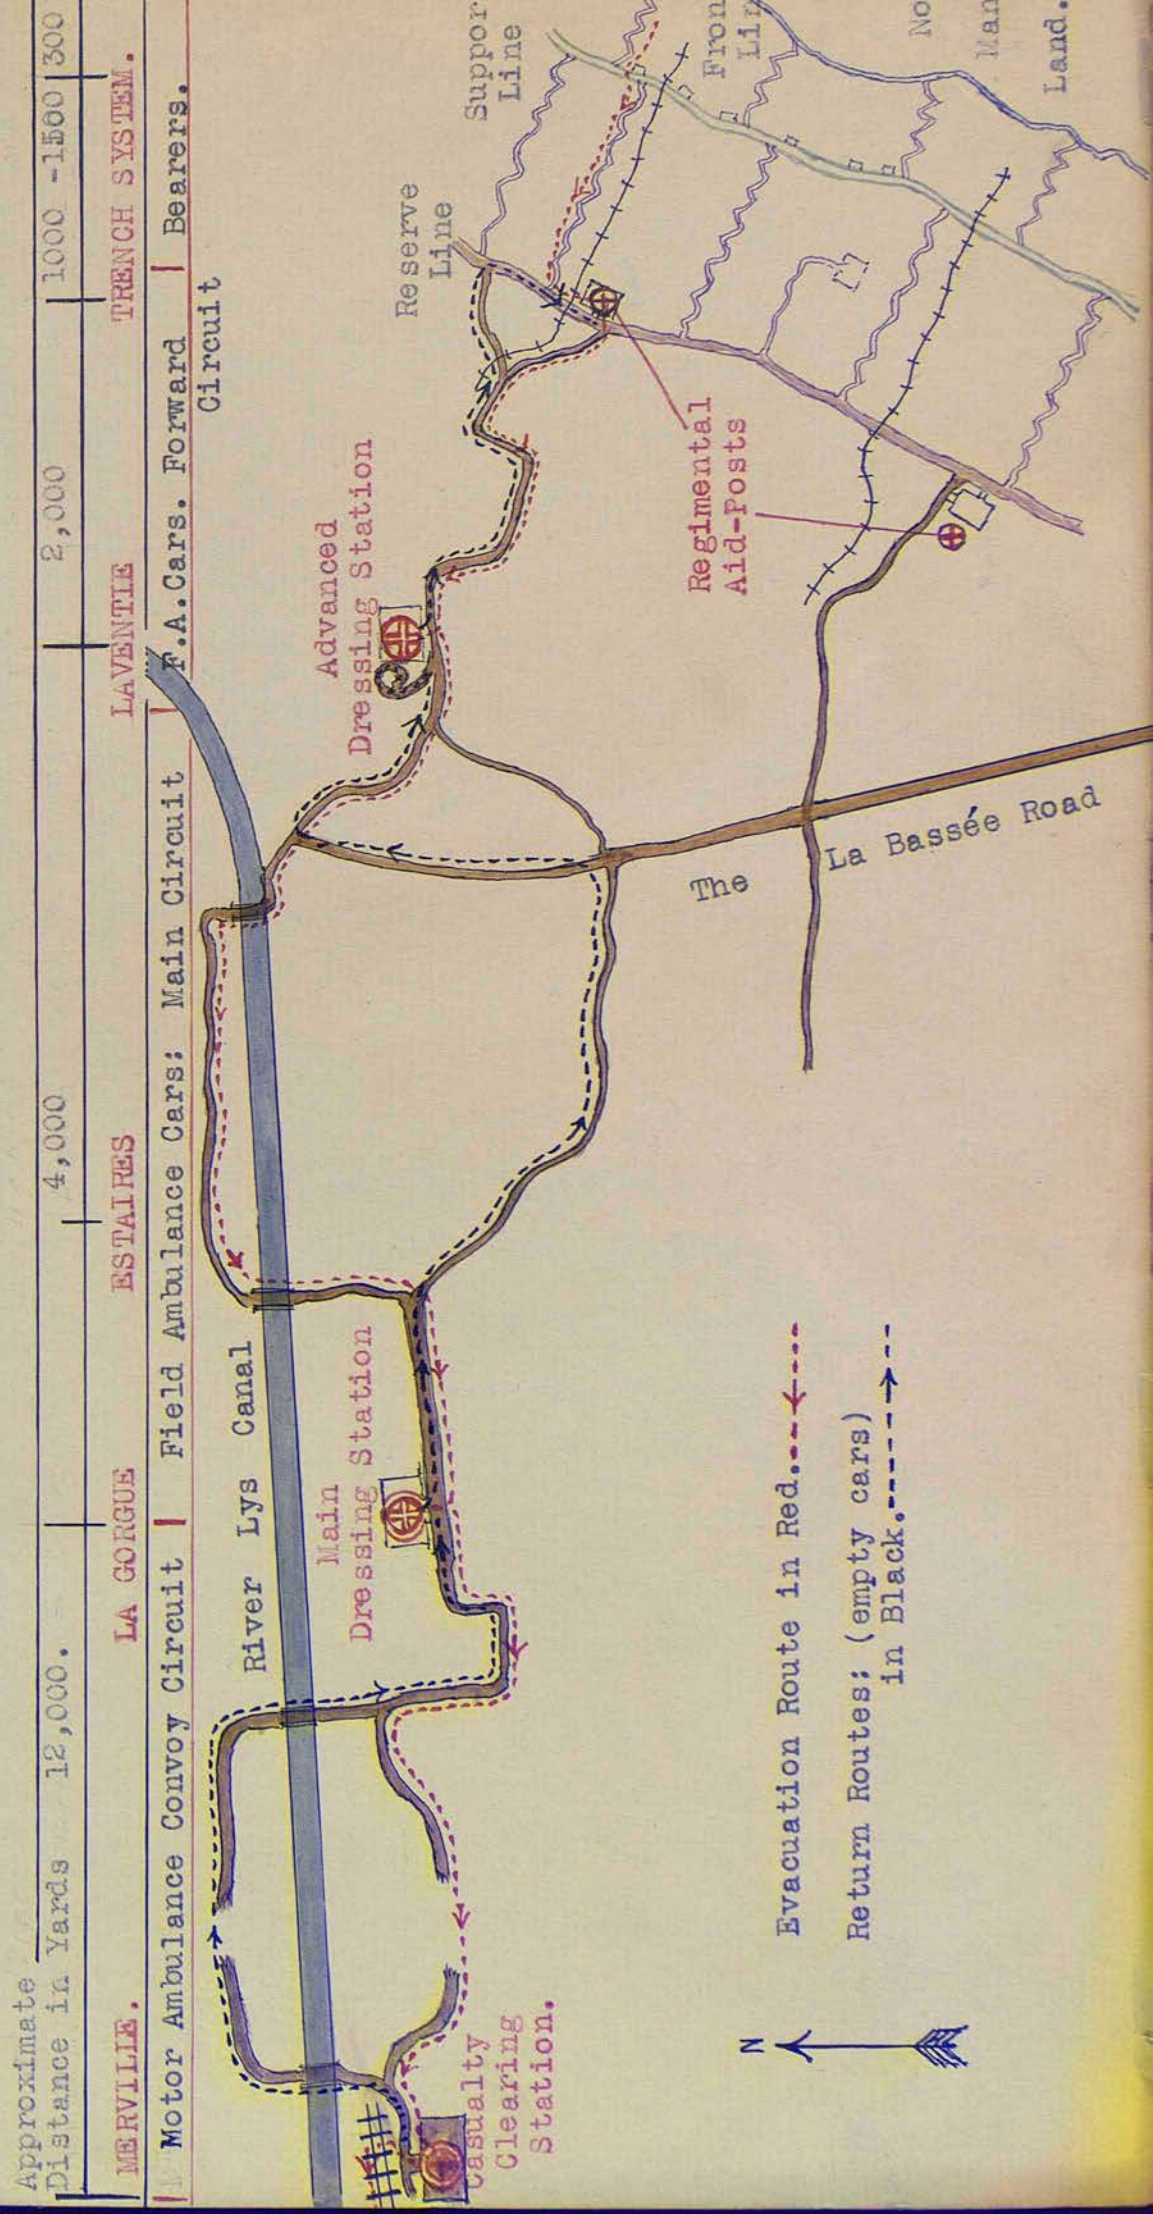 Approximate
Distance in Yards 12,000. 4,000 2,000 1000 -1500 300
MERVILLE. LA GORGUE ESTAIRES LAVENTIE TRENCH SYSTEM.
Motor Ambulance Convoy Circuit Field Ambulance Cars: Main Circuit F.A.Cars. Forward Bearers.
Circuit
River Lys Canal
Main
Dressing Station
Advanced
Dressing Station
Reserve
Line
Suppor
Line
Fron
Lin
No
Man
Land.
Casualty
Clearing
Station.
Regimental
Aid-Posts
The La Bassée Road
N
Evacuation Route in Red.
Return Routes: (empty cars)
in Black.